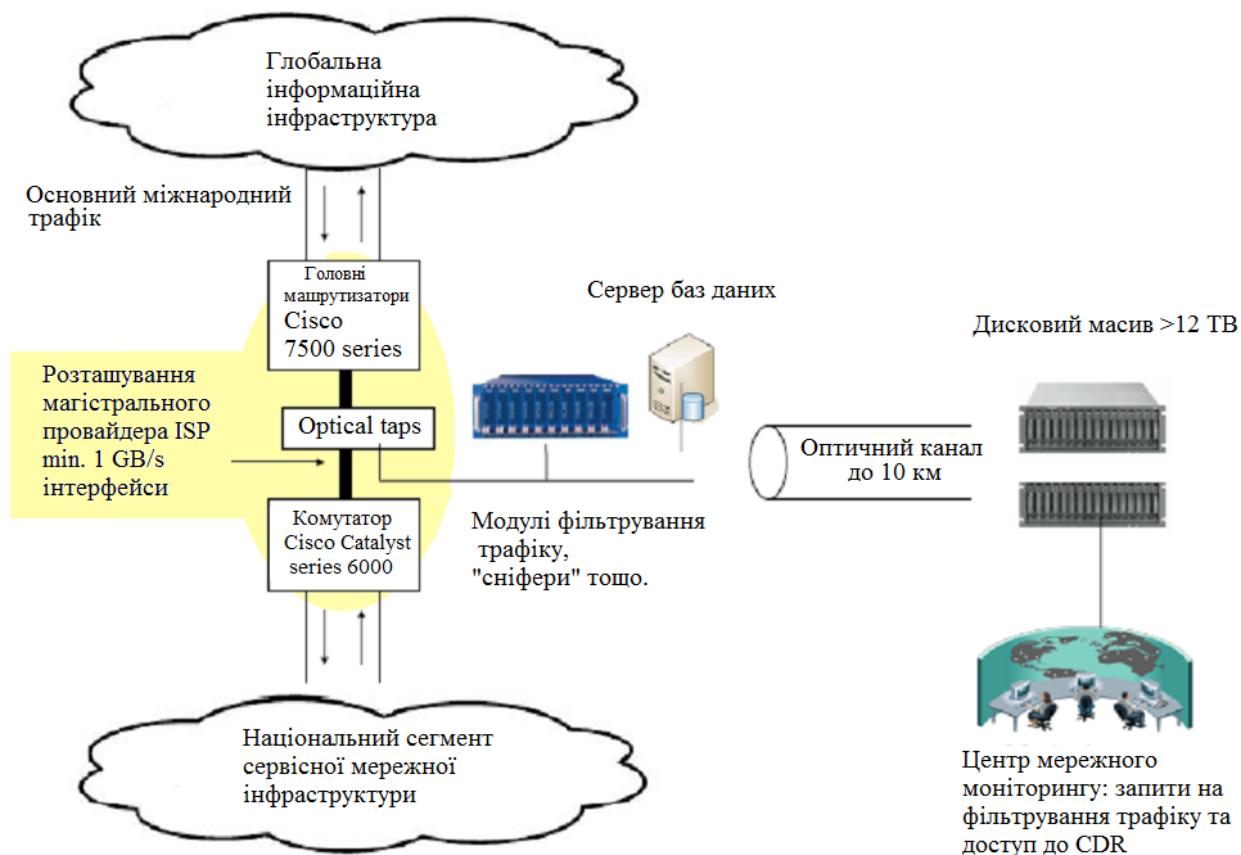 Глобальна
інформаційна
інфраструктура
Основний міжнародний
трафік
Головні
машрутизатори
Cisco
7500 series
Сервер баз даних
Дисковий масив >12 ТВ
Розташування
магістрального
провайдера ISP
min. 1 GB/s
інтерфейси
Optical taps
Оптичний канал
до 10 км
Комутатор
Cisco Catalyst
series 6000
Модулі фільтрування
трафіку,
"сніфери" тощо.
Національний сегмент
сервісної мережної
інфраструктури
Центр мережного
моніторингу: запити на
фільтрування трафіку та
доступ до CDR